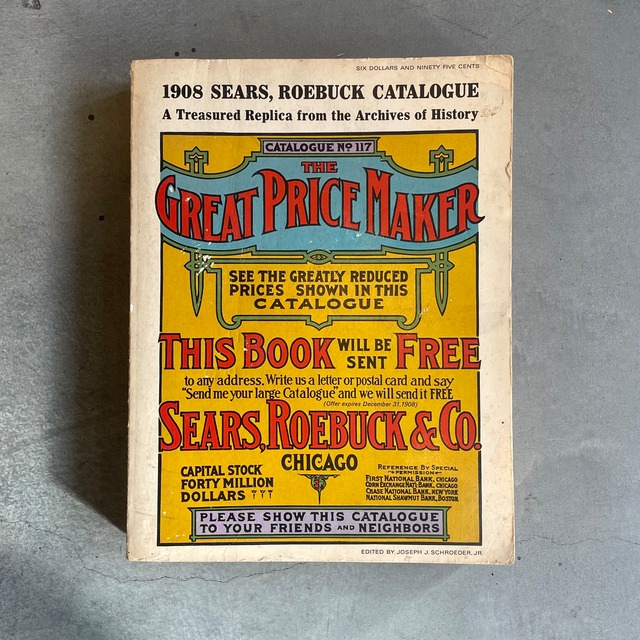 SIX DOLLARS AND NINETY FIVE CENTS
1908 SEARS, ROEBUCK CATALOGUE
A Treasured Replica from the Archives of History
CATALOGUE No 117
THE
GREAT PRICE MAKER
SEE THE GREATLY REDUCED
PRICES SHOWN IN THIS
CATALOGUE
THIS BOOK WILL BE SENT FREE
to any address. Write us a letter or postal card and say
"Send me your large Catalogue" and we will send it FREE
(Offer expires December 31, 1908)
SEARS, ROEBUCK & CO.
CHICAGO
CAPITAL STOCK
FORTY MILLION
DOLLARS
REFERENCE BY SPECIAL
PERMISSION
FIRST NATIONAL BANK, CHICAGO
CORN EXCHANGE NAT'L BANK, CHICAGO
CHASE NATIONAL BANK, NEW YORK
NATIONAL SHAWMUT BANK, BOSTON
PLEASE SHOW THIS CATALOGUE
TO YOUR FRIENDS AND NEIGHBORS
EDITED BY JOSEPH J. SCHROEDER, JR